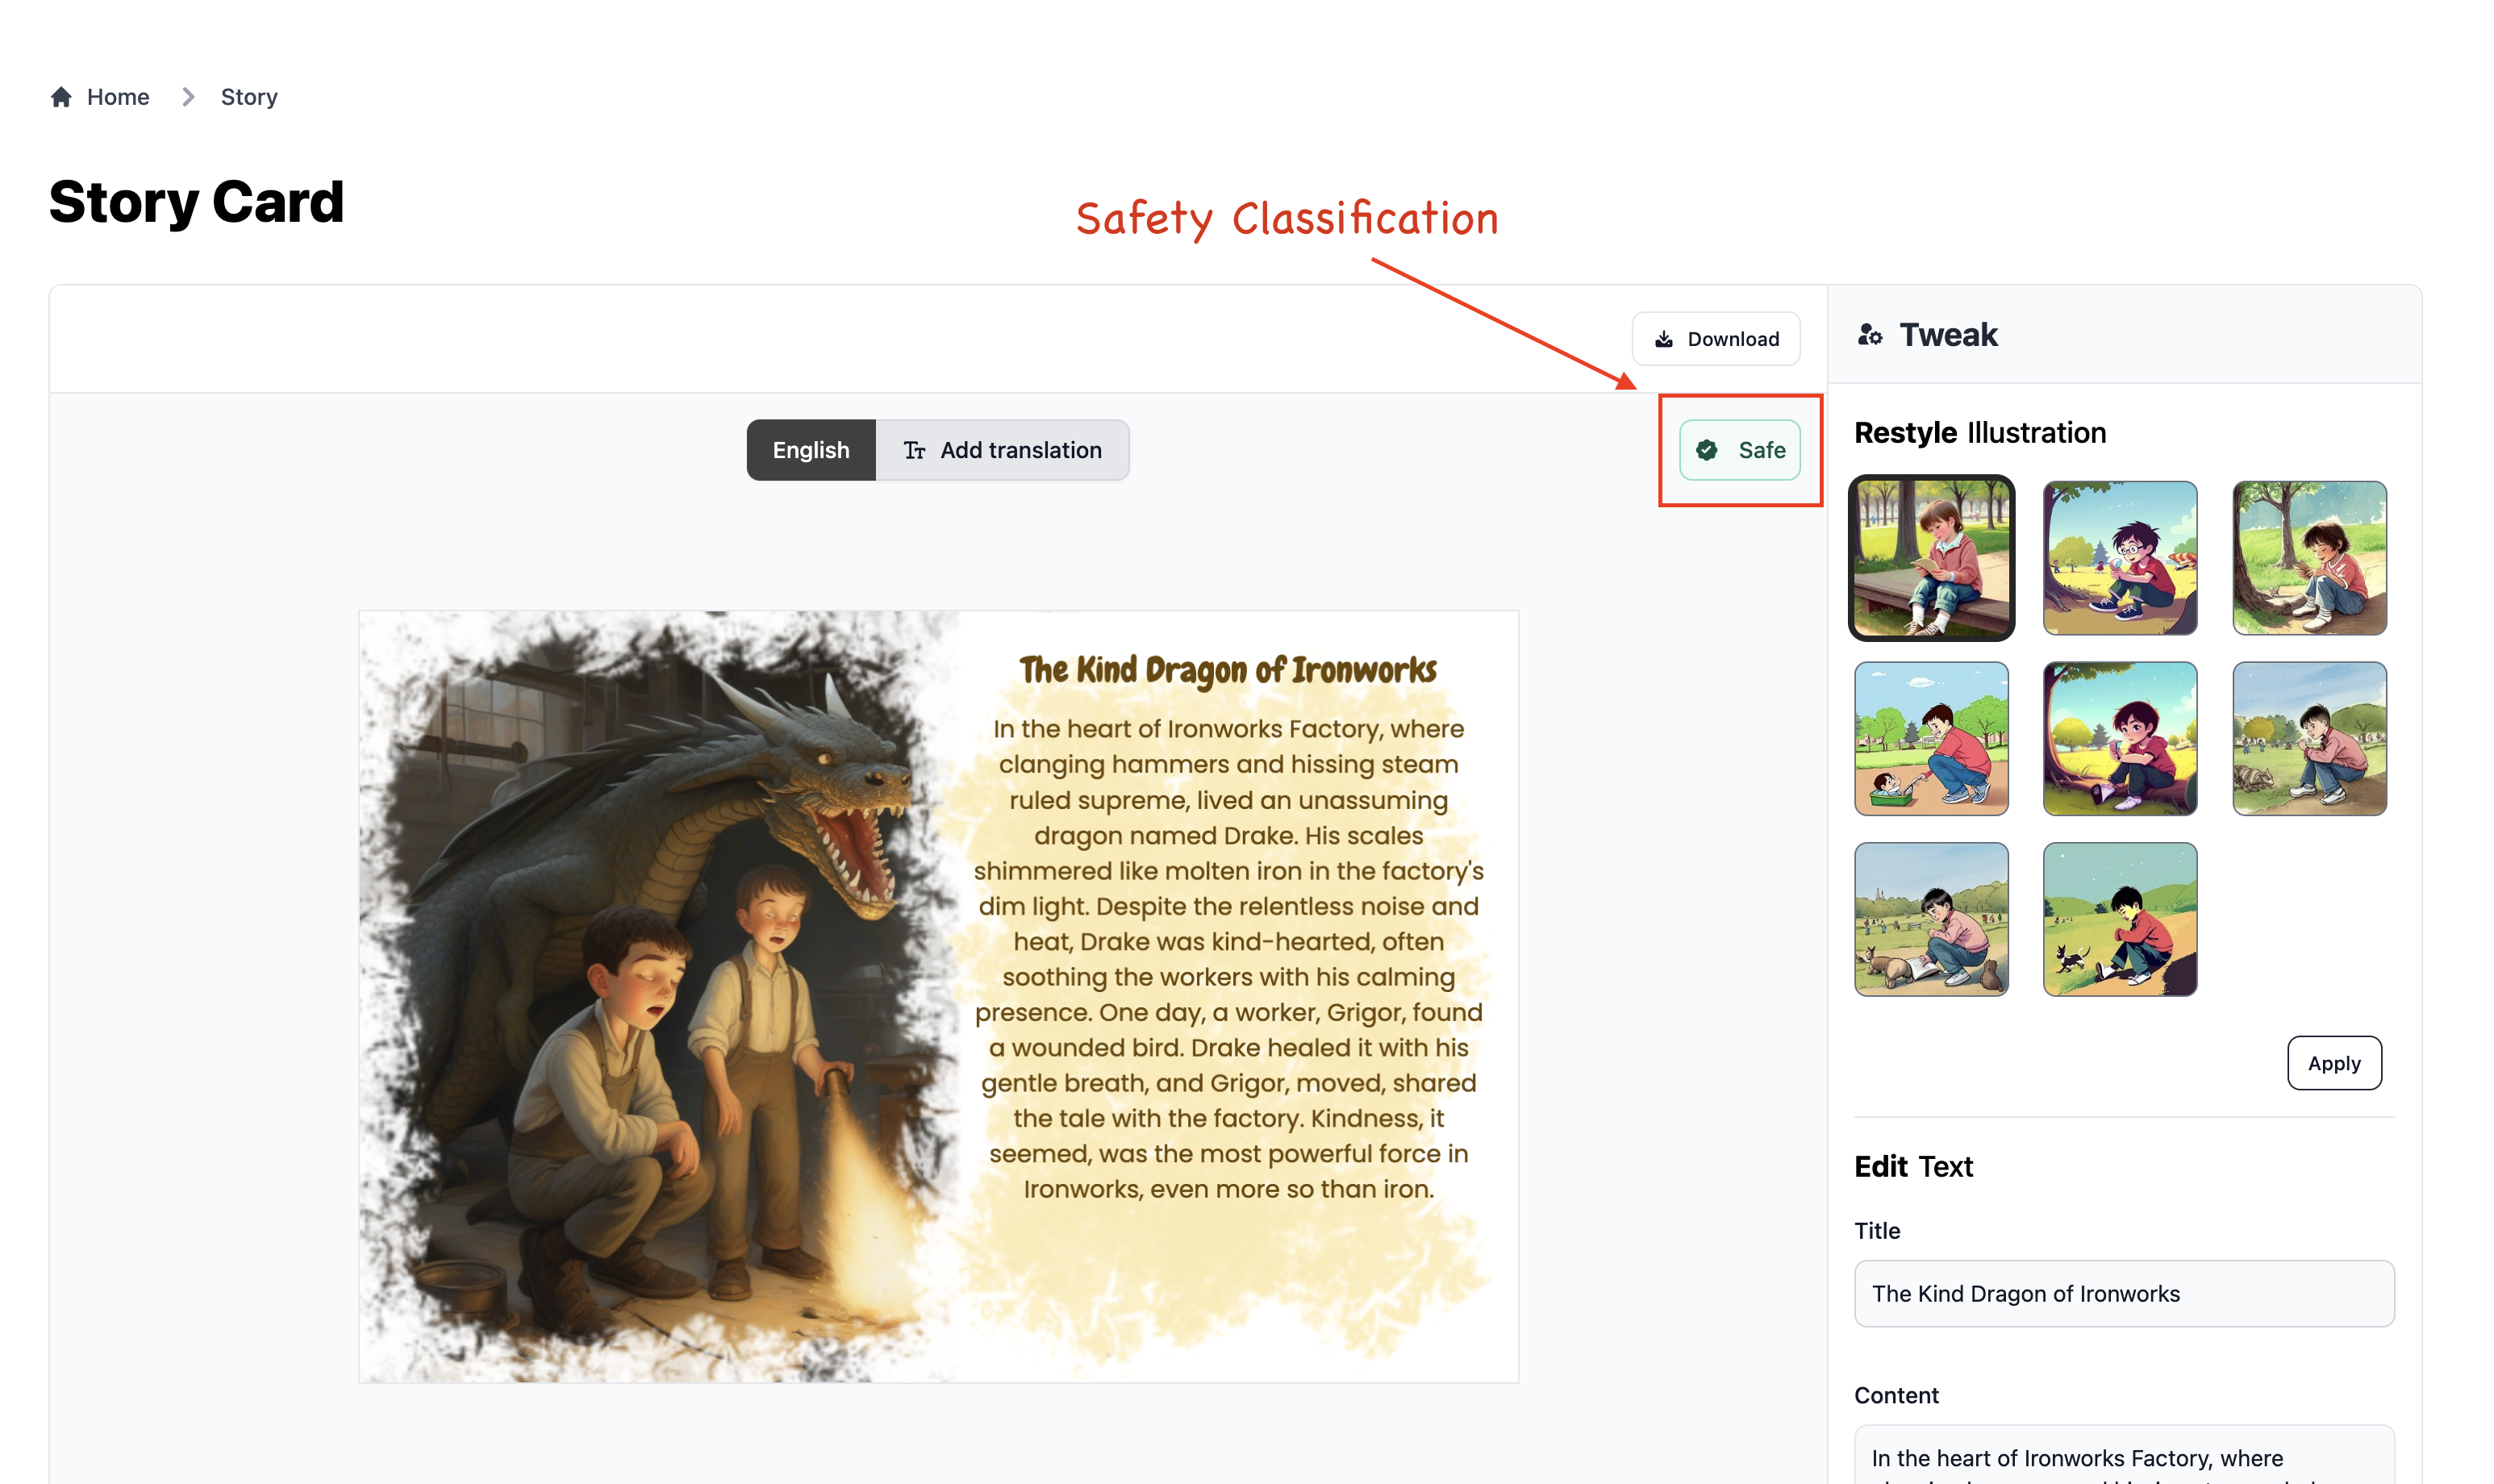 Home
Story
Story Card
Safety Classification
Download
Tweak
English
Add translation
Safe
Restyle Illustration
The Kind Dragon of Ironworks
In the heart of Ironworks Factory, where
clanging hammers and hissing steam
ruled supreme, lived an unassuming
dragon named Drake. His scales
shimmered like molten iron in the factory's
dim light. Despite the relentless noise and
heat, Drake was kind-hearted, often
soothing the workers with his calming
presence. One day, a worker, Grigor, found
a wounded bird. Drake healed it with his
gentle breath, and Grigor, moved, shared
the tale with the factory. Kindness, it
seemed, was the most powerful force in
Ironworks, even more so than iron.
Apply
Edit Text
Title
The Kind Dragon of Ironworks
Content
In the heart of Ironworks Factory, where